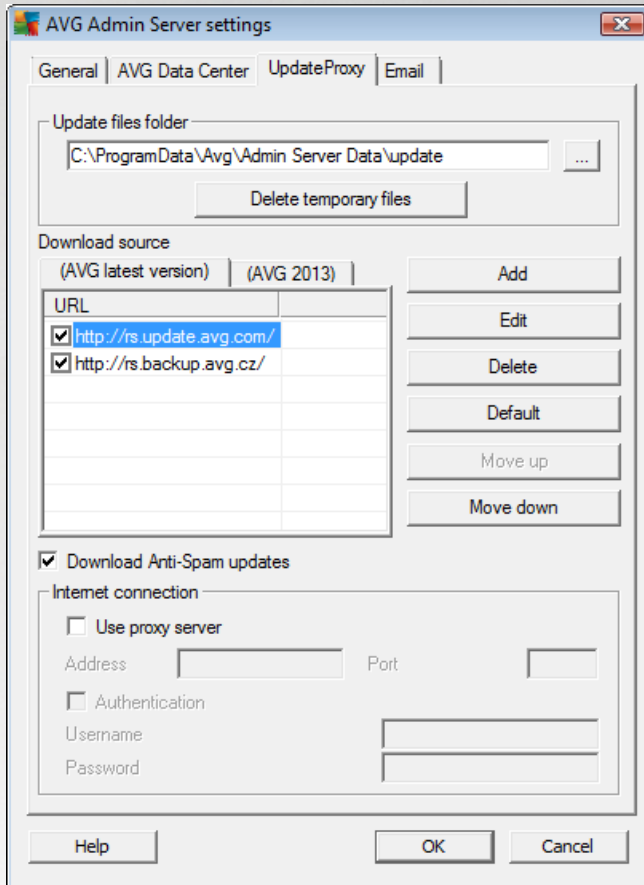 AVG Admin Server settings
General AVG Data Center UpdateProxy Email
Update files folder
C:\ProgramData\Avg\Admin Server Data\update ...
Delete temporary files
Download source
(AVG latest version) (AVG 2013)
URL
http://rs.update.avg.com/
http://rs.backup.avg.cz/
Add
Edit
Delete
Default
Move up
Move down
Download Anti-Spam updates
Internet connection
Use proxy server
Address Port
Authentication
Username
Password
Help OK Cancel